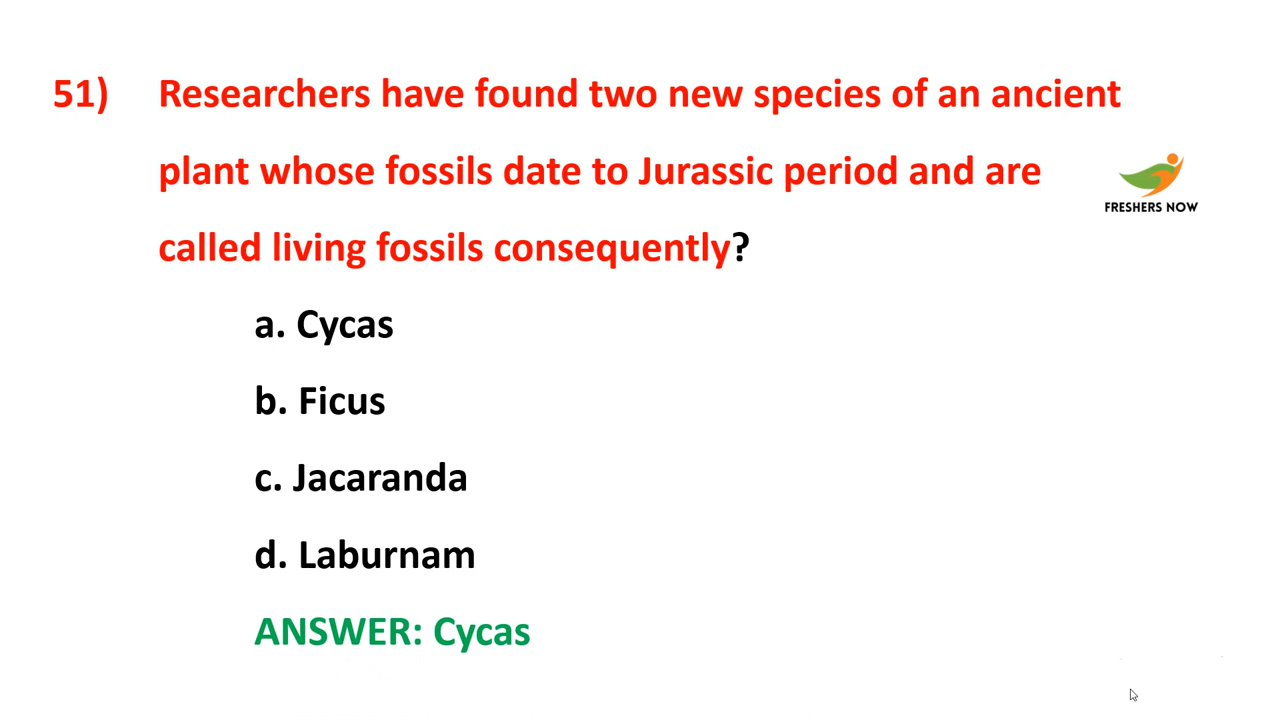 51) Researchers have found two new species of an ancient
plant whose fossils date to Jurassic period and are
FRESHERS NOW
called living fossils consequently?
a. Cycas
b. Ficus
c. Jacaranda
d. Laburnam
ANSWER: Cycas